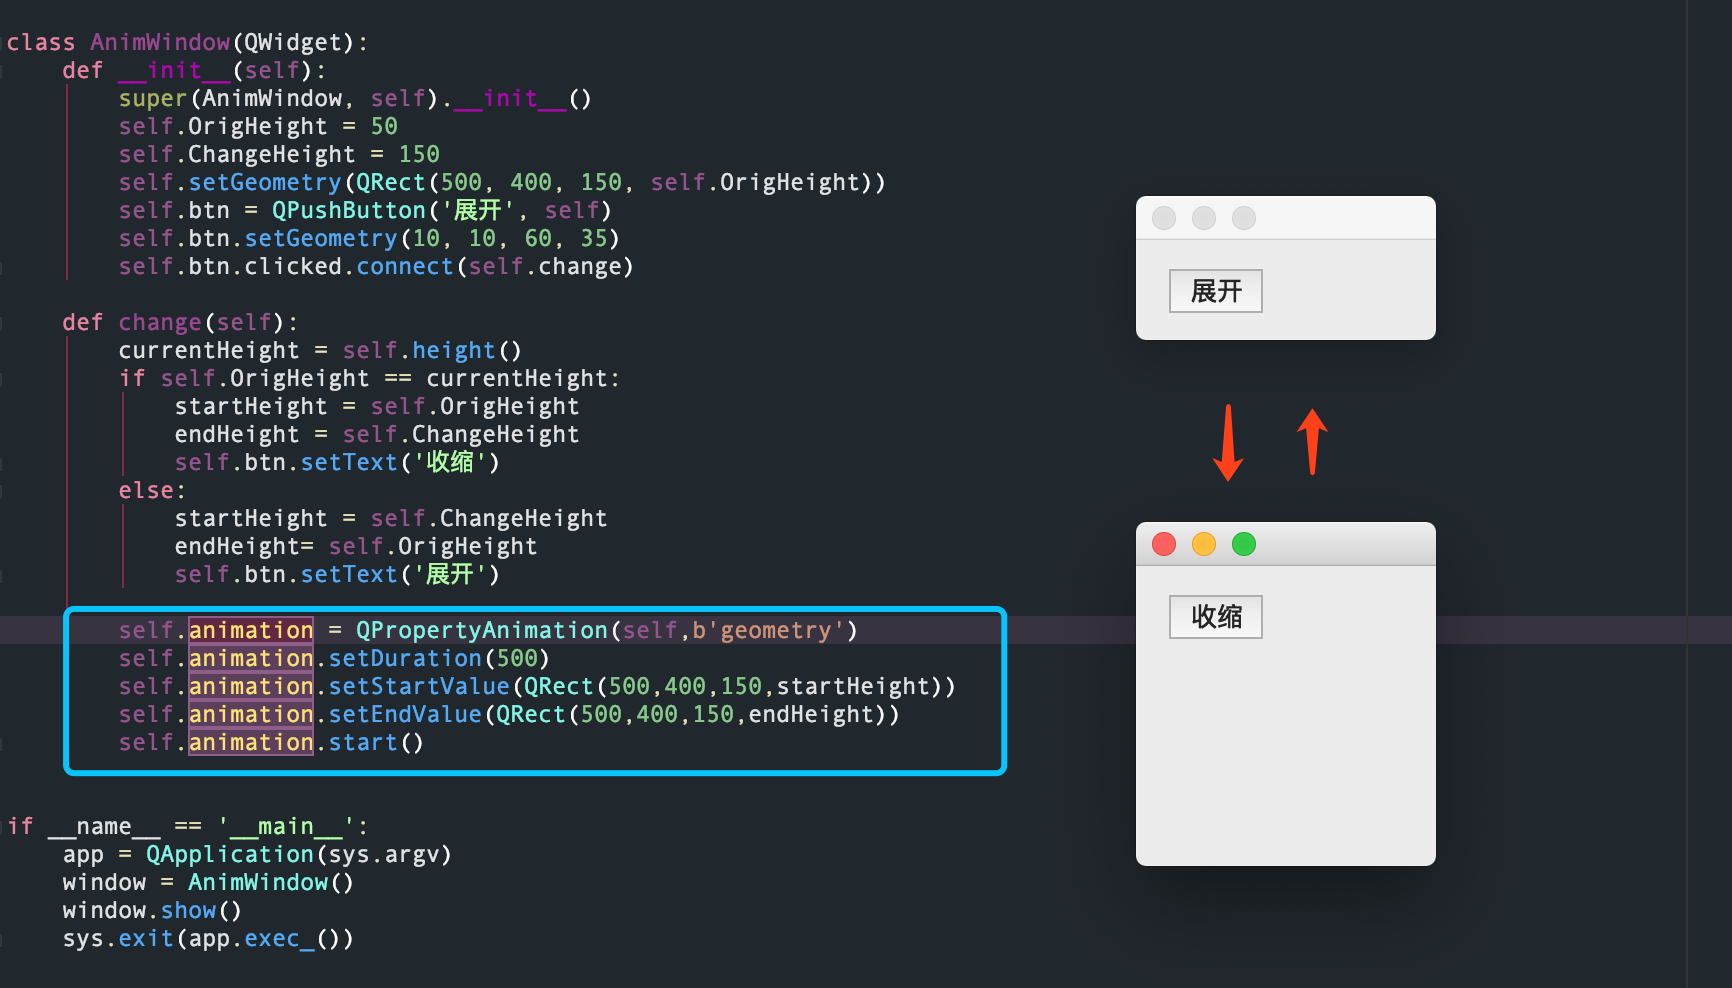 class AnimWindow(QWidget):
    def __init__(self):
        super(AnimWindow, self).__init__()
        self.OrigHeight = 50
        self.ChangeHeight = 150
        self.setGeometry(QRect(500, 400, 150, self.OrigHeight))
        self.btn = QPushButton('展开', self)
        self.btn.setGeometry(10, 10, 60, 35)
        self.btn.clicked.connect(self.change)
    def change(self):
        currentHeight = self.height()
        if self.OrigHeight == currentHeight:
            startHeight = self.OrigHeight
            endHeight = self.ChangeHeight
            self.btn.setText('收缩')
        else:
            startHeight = self.ChangeHeight
            endHeight= self.OrigHeight
            self.btn.setText('展开')
        self.animation = QPropertyAnimation(self,b'geometry')
        self.animation.setDuration(500)
        self.animation.setStartValue(QRect(500,400,150,startHeight))
        self.animation.setEndValue(QRect(500,400,150,endHeight))
        self.animation.start()
if __name__ == '__main__':
    app = QApplication(sys.argv)
    window = AnimWindow()
    window.show()
    sys.exit(app.exec_())
展开
收缩